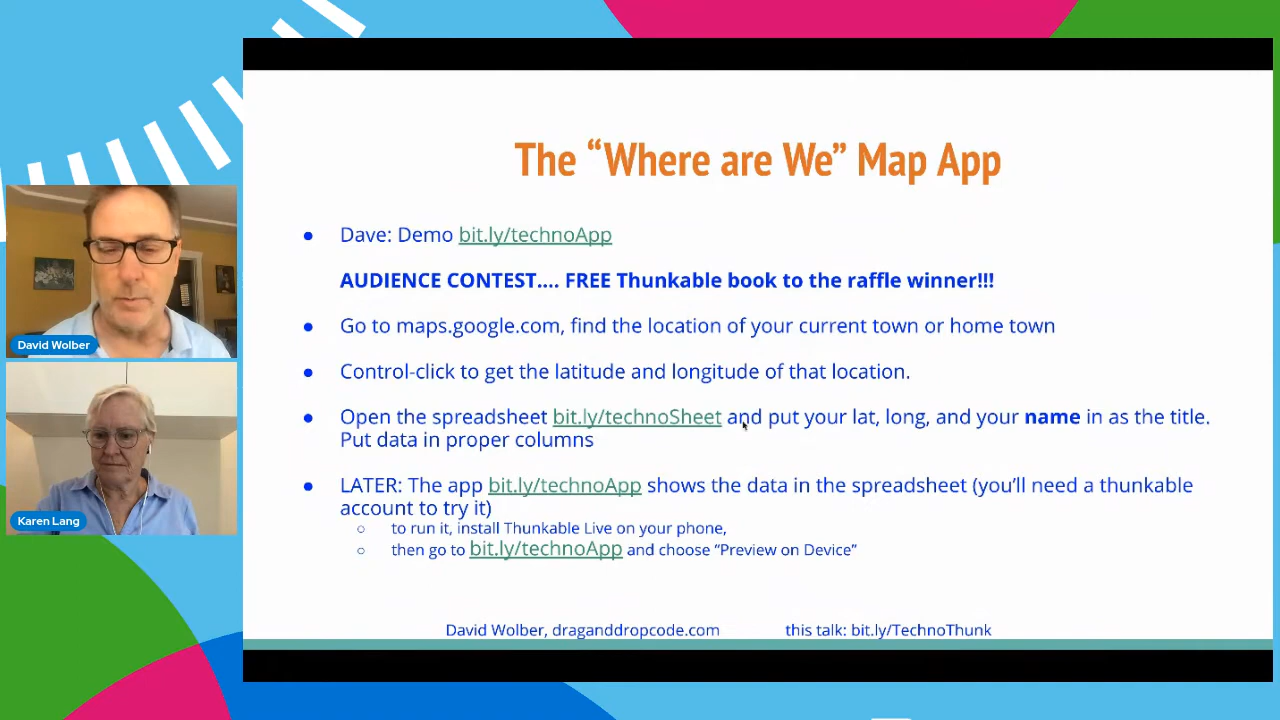 The “Where are We” Map App
● Dave: Demo bit.ly/technoApp
AUDIENCE CONTEST.... FREE Thunkable book to the raffle winner!!!
● Go to maps.google.com, find the location of your current town or home town
● Control-click to get the latitude and longitude of that location.
● Open the spreadsheet bit.ly/technoSheet and put your lat, long, and your name in as the title.
Put data in proper columns
● LATER: The app bit.ly/technoApp shows the data in the spreadsheet (you’ll need a thunkable
account to try it)
○ to run it, install Thunkable Live on your phone,
○ then go to bit.ly/technoApp and choose “Preview on Device”
David Wolber, draganddropcode.com this talk: bit.ly/TechnoThunk
David Wolber
Karen Lang